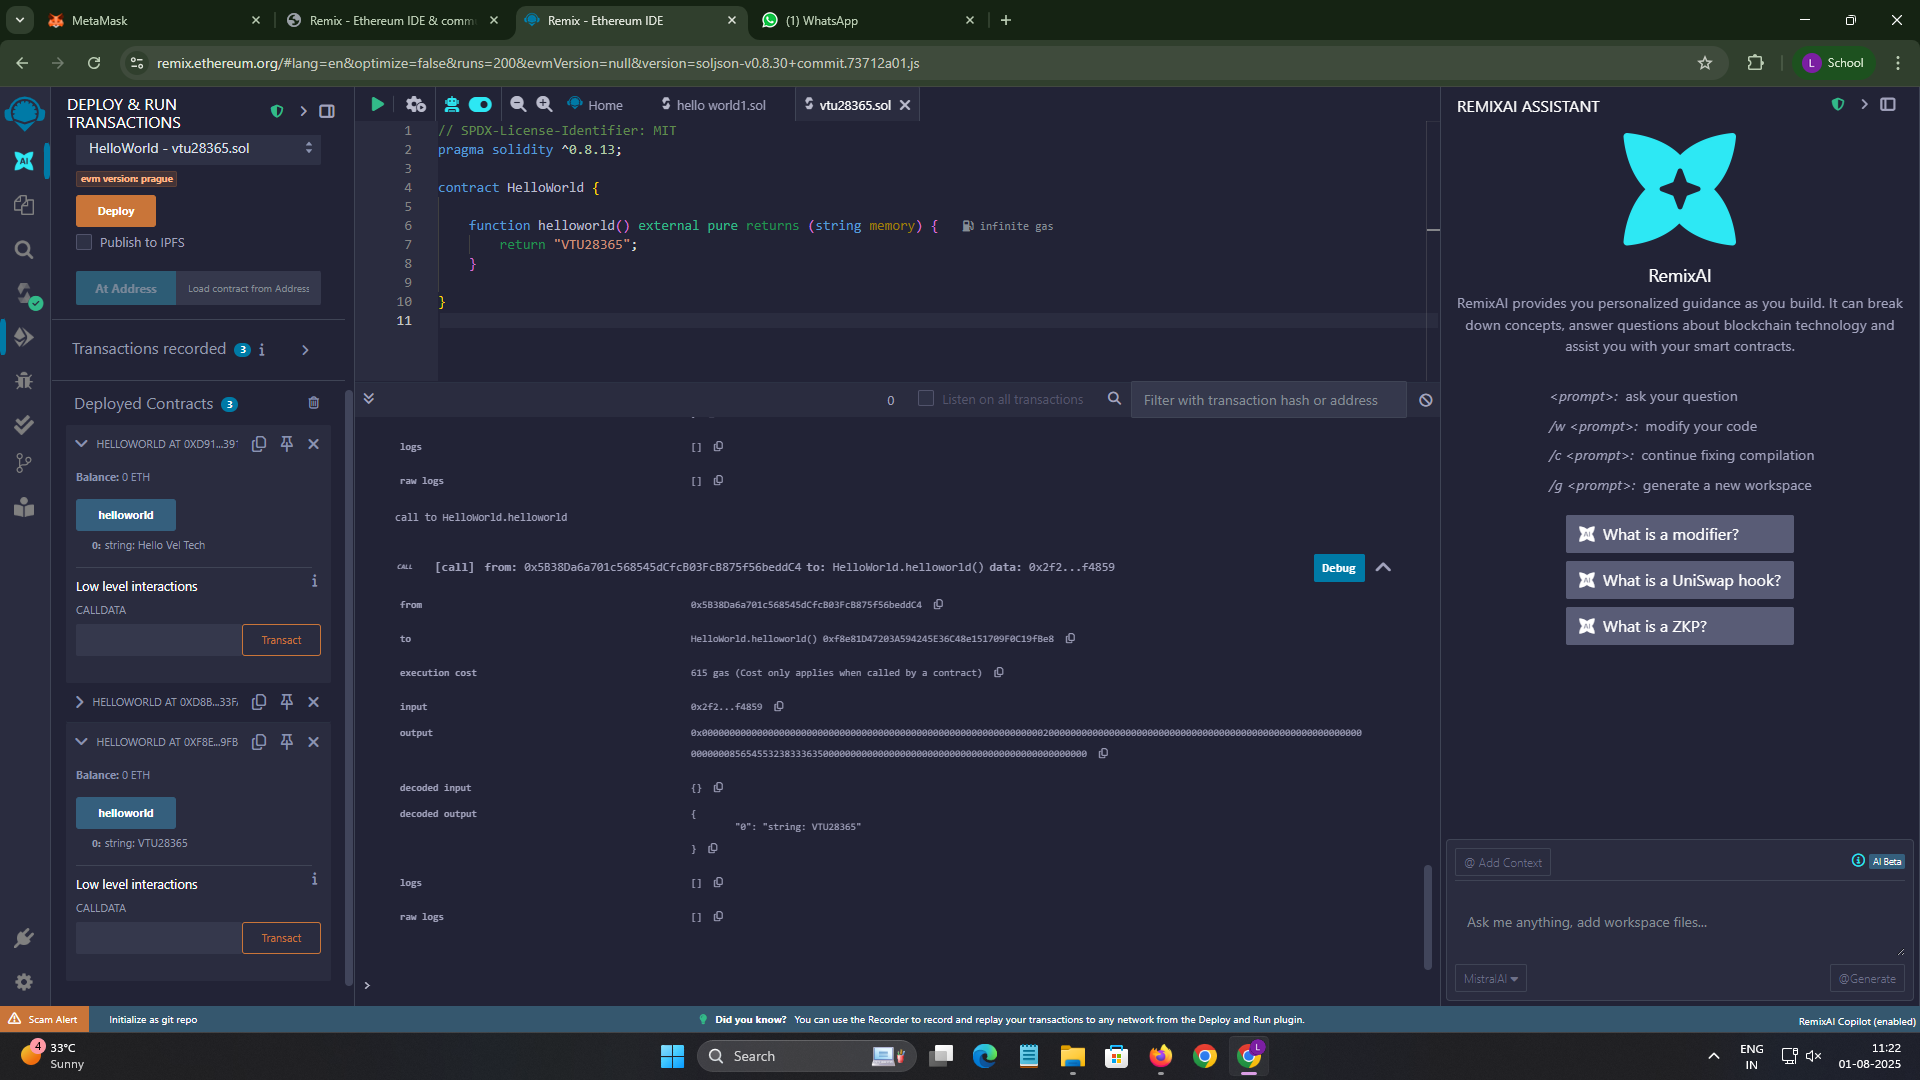 MetaMask
Remix - Ethereum IDE & comm
Remix - Ethereum IDE
(1) WhatsApp
remix.ethereum.org/#lang=en&optimize=false&runs=200&evmVersion=null&version=soljson-v0.8.30+commit.73712a01.js
L School
DEPLOY & RUN
TRANSACTIONS
HelloWorld - vtu28365.sol
evm version: prague
Deploy
Publish to IPFS
At Address
Load contract from Address
Transactions recorded 3 i
Deployed Contracts 3
HELLOWORLD AT 0XD91...39
Balance: 0 ETH
helloworld
0: string: Hello Vel Tech
Low level interactions
CALLDATA
Transact
HELLOWORLD AT 0XD8B...33F
HELLOWORLD AT 0XF8E...9FB
Balance: 0 ETH
helloworld
0: string: VTU28365
Low level interactions
CALLDATA
Transact
Home
hello world1.sol
vtu28365.sol
1 // SPDX-License-Identifier: MIT
2 pragma solidity ^0.8.13;
3
4 contract HelloWorld {
5
6 function helloworld() external pure returns (string memory) { infinite gas
7 return "VTU28365";
8 }
9
10 }
11
0
Listen on all transactions
Filter with transaction hash or address
logs []
raw logs []
call to HelloWorld.helloworld
CALL [call] from: 0x5B38Da6a701c568545dCfcB03FcB875f56beddC4 to: HelloWorld.helloworld() data: 0x2f2...f4859
Debug
from 0x5B38Da6a701c568545dCfcB03FcB875f56beddC4
to HelloWorld.helloworld() 0xf8e81D47203A594245E36C48e151709F0C19fBe8
execution cost 615 gas (Cost only applies when called by a contract)
input 0x2f2...f4859
output
decoded input {}
decoded output {
"0": "string: VTU28365"
}
logs []
raw logs []
>
REMIXAI ASSISTANT
RemixAI
RemixAI provides you personalized guidance as you build. It can break
down concepts, answer questions about blockchain technology and
assist you with your smart contracts.
<prompt>: ask your question
/w <prompt>: modify your code
/c <prompt>: continue fixing compilation
/g <prompt>: generate a new workspace
What is a modifier?
What is a UniSwap hook?
What is a ZKP?
@ Add Context
AI Beta
Ask me anything, add workspace files...
MistralAI
@Generate
Scam Alert
Initialize as git repo
Did you know? You can use the Recorder to record and replay your transactions to any network from the Deploy and Run plugin.
RemixAI Copilot (enabled)
4
33°C
Sunny
Search
ENG
IN
11:22
01-08-2025